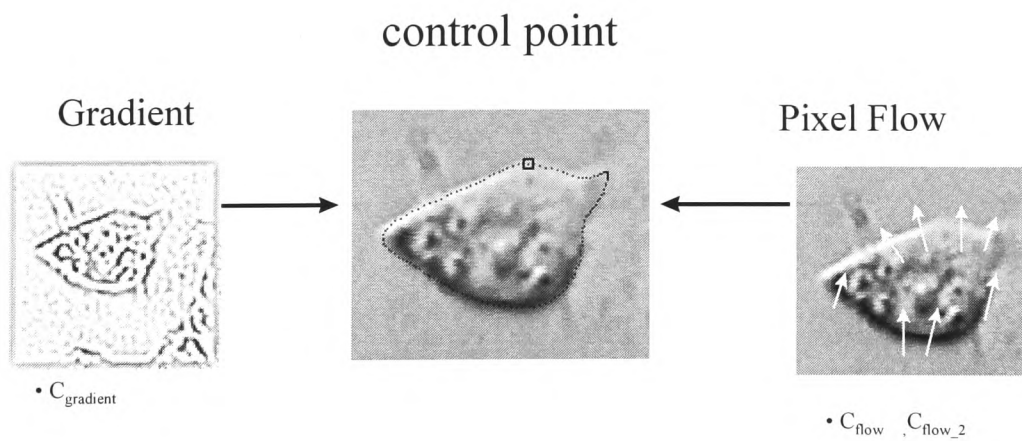 control point
Gradient
Pixel Flow
• C_gradient
• C_flow , C_flow_2